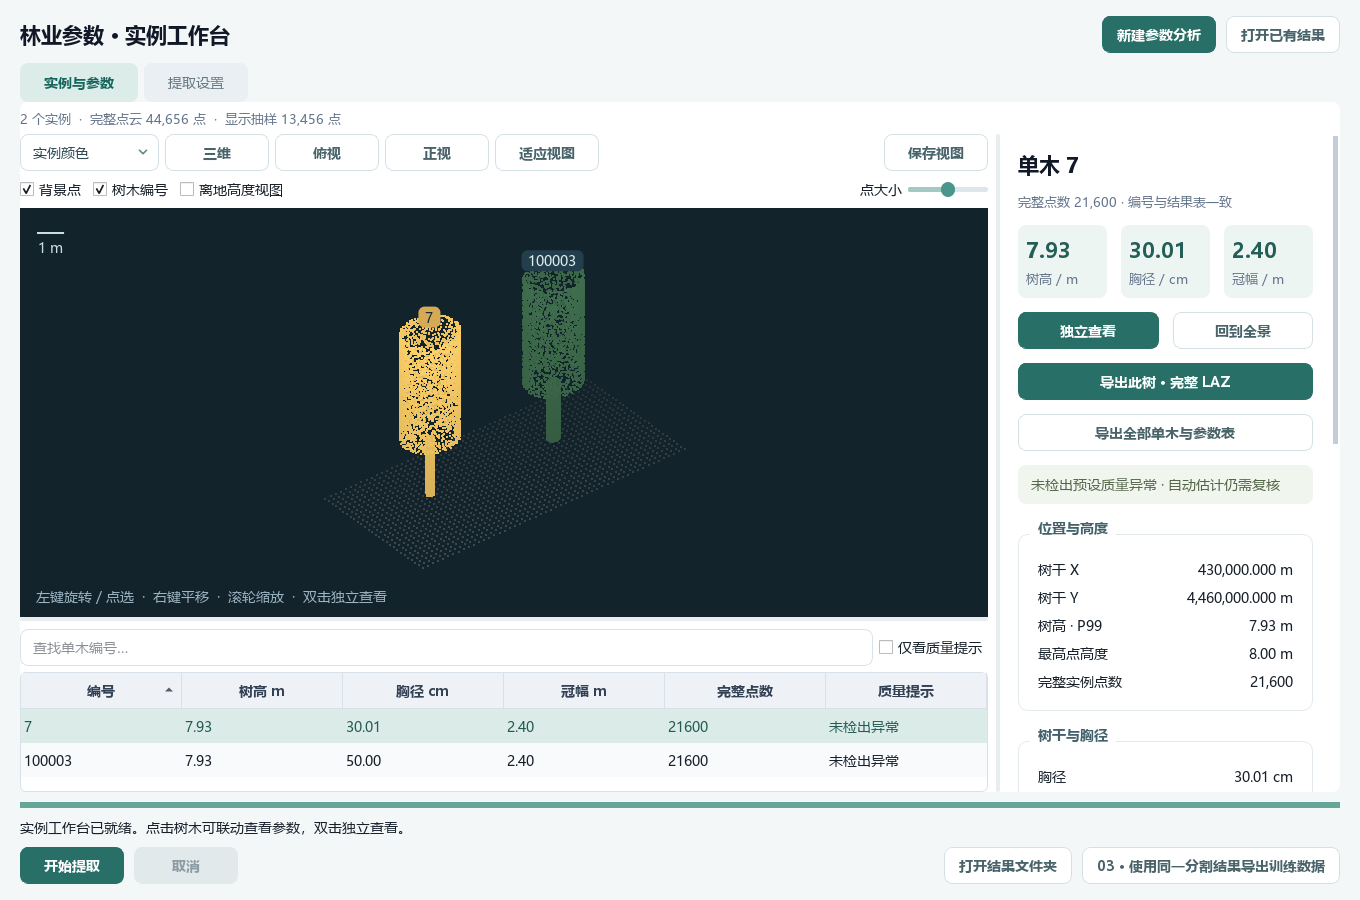 林业参数 • 实例工作台
新建参数分析
打开已有结果
实例与参数
提取设置
2 个实例 · 完整点云 44,656 点 · 显示抽样 13,456 点
实例颜色
三维
俯视
正视
适应视图
保存视图
背景点
树木编号
离地高度视图
点大小
1 m
100003
7
左键旋转 / 点选 · 右键平移 · 滚轮缩放 · 双击独立查看
单木 7
完整点数 21,600 · 编号与结果表一致
7.93
树高 / m
30.01
胸径 / cm
2.40
冠幅 / m
独立查看
回到全景
导出此树 • 完整 LAZ
导出全部单木与参数表
未检出预设质量异常 · 自动估计仍需复核
位置与高度
树干 X 430,000.000 m
树干 Y 4,460,000.000 m
树高 · P99 7.93 m
最高点高度 8.00 m
完整实例点数 21,600
树干与胸径
胸径 30.01 cm
查找单木编号...
仅看质量提示
编号 树高 m 胸径 cm 冠幅 m 完整点数 质量提示
7 7.93 30.01 2.40 21600 未检出异常
100003 7.93 50.00 2.40 21600 未检出异常
实例工作台已就绪。点击树木可联动查看参数，双击独立查看。
开始提取
取消
打开结果文件夹
03 • 使用同一分割结果导出训练数据